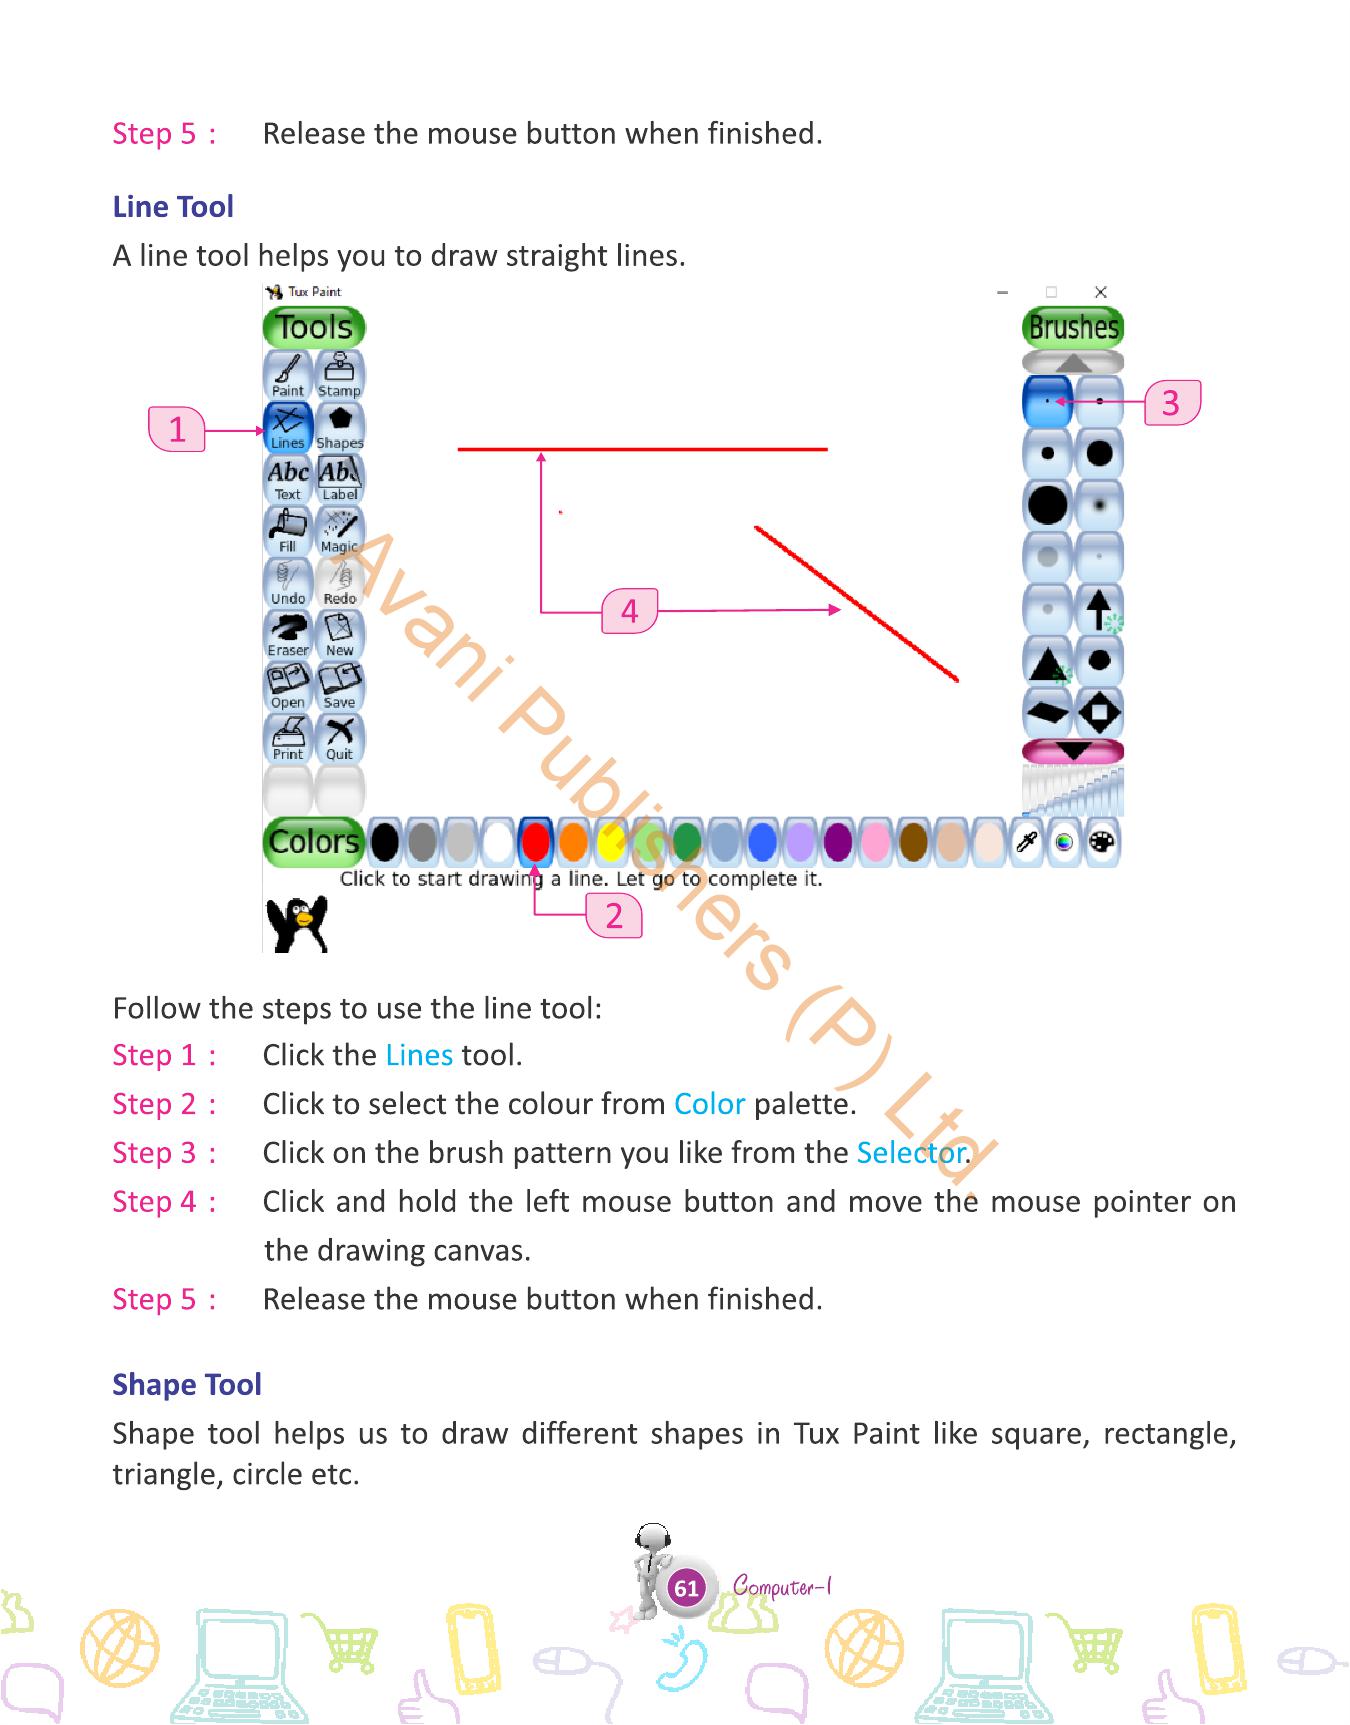 Step 5 : Release the mouse button when finished.
Line Tool
A line tool helps you to draw straight lines.
Tux Paint
Tools
Brushes
Paint Stamp
3
1
Lines Shapes
Abc Abc
Text Label
Fill Magic
Undo Redo
4
Eraser New
Open Save
Print Quit
Colors
Click to start drawing a line. Let go to complete it.
2
Avani Publishers (P) Ltd.
Follow the steps to use the line tool:
Step 1 : Click the Lines tool.
Step 2 : Click to select the colour from Color palette.
Step 3 : Click on the brush pattern you like from the Selector.
Step 4 : Click and hold the left mouse button and move the mouse pointer on
the drawing canvas.
Step 5 : Release the mouse button when finished.
Shape Tool
Shape tool helps us to draw different shapes in Tux Paint like square, rectangle,
triangle, circle etc.
61 Computer-1